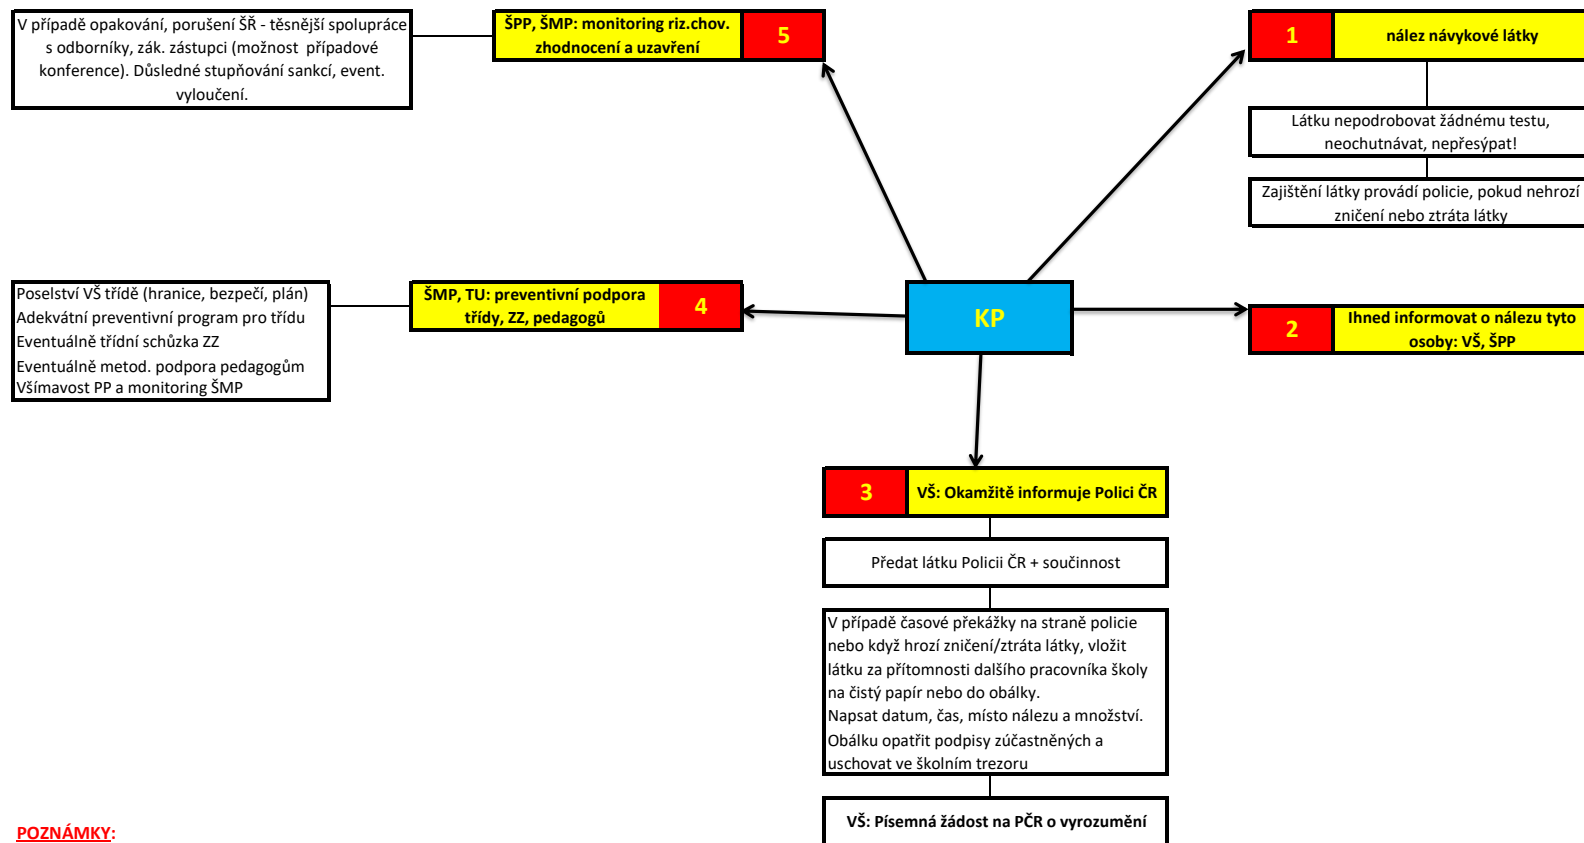 V případě opakování, porušení ŠŘ - těsnější spolupráce
s odborníky, zák. zástupci (možnost  případové
konference). Důsledné stupňování sankcí, event.
vyloučení.
ŠPP, ŠMP: monitoring riz.chov.
zhodnocení a uzavření
5
1
nález návykové látky
Látku nepodrobovat žádnému testu,
neochutnávat, nepřesýpat!
Zajištění látky provádí policie, pokud nehrozí
zničení nebo ztráta látky
Poselství VŠ třídě (hranice, bezpečí, plán)
Adekvátní preventivní program pro třídu
Eventuálně třídní schůzka ZZ
Eventuálně metod. podpora pedagogům
Všímavost PP a monitoring ŠMP
ŠMP, TU: preventivní podpora
třídy, ZZ, pedagogů
4
KP
2
Ihned informovat o nálezu tyto
osoby: VŠ, ŠPP
3
VŠ: Okamžitě informuje Polici ČR
Předat látku Policii ČR + součinnost
V případě časové překážky na straně policie
nebo když hrozí zničení/ztráta látky, vložit
látku za přítomnosti dalšího pracovníka školy
na čistý papír nebo do obálky.
Napsat datum, čas, místo nálezu a množství.
Obálku opatřit podpisy zúčastněných a
uschovat ve školním trezoru
VŠ: Písemná žádost na PČR o vyrozumění
POZNÁMKY: